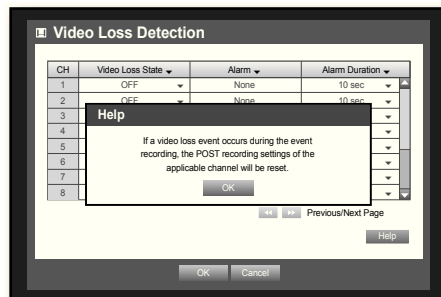 Video Loss Detection
CH Video Loss State Alarm Alarm Duration
1 OFF None 10 sec
2 OFF None 10 sec
3
4
5
6
7
8
Help
If a video loss event occurs during the event
recording, the POST recording settings of the
applicable channel will be reset.
OK
Previous/Next Page
Help
OK Cancel